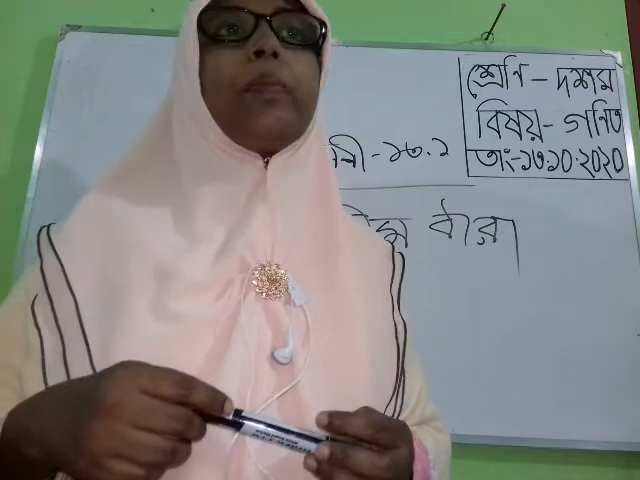 শ্রেণি - দশম
বিষয় - গণিত
তাং - ১৩.১০.২০২০
নী - ১৩.১
ধারা